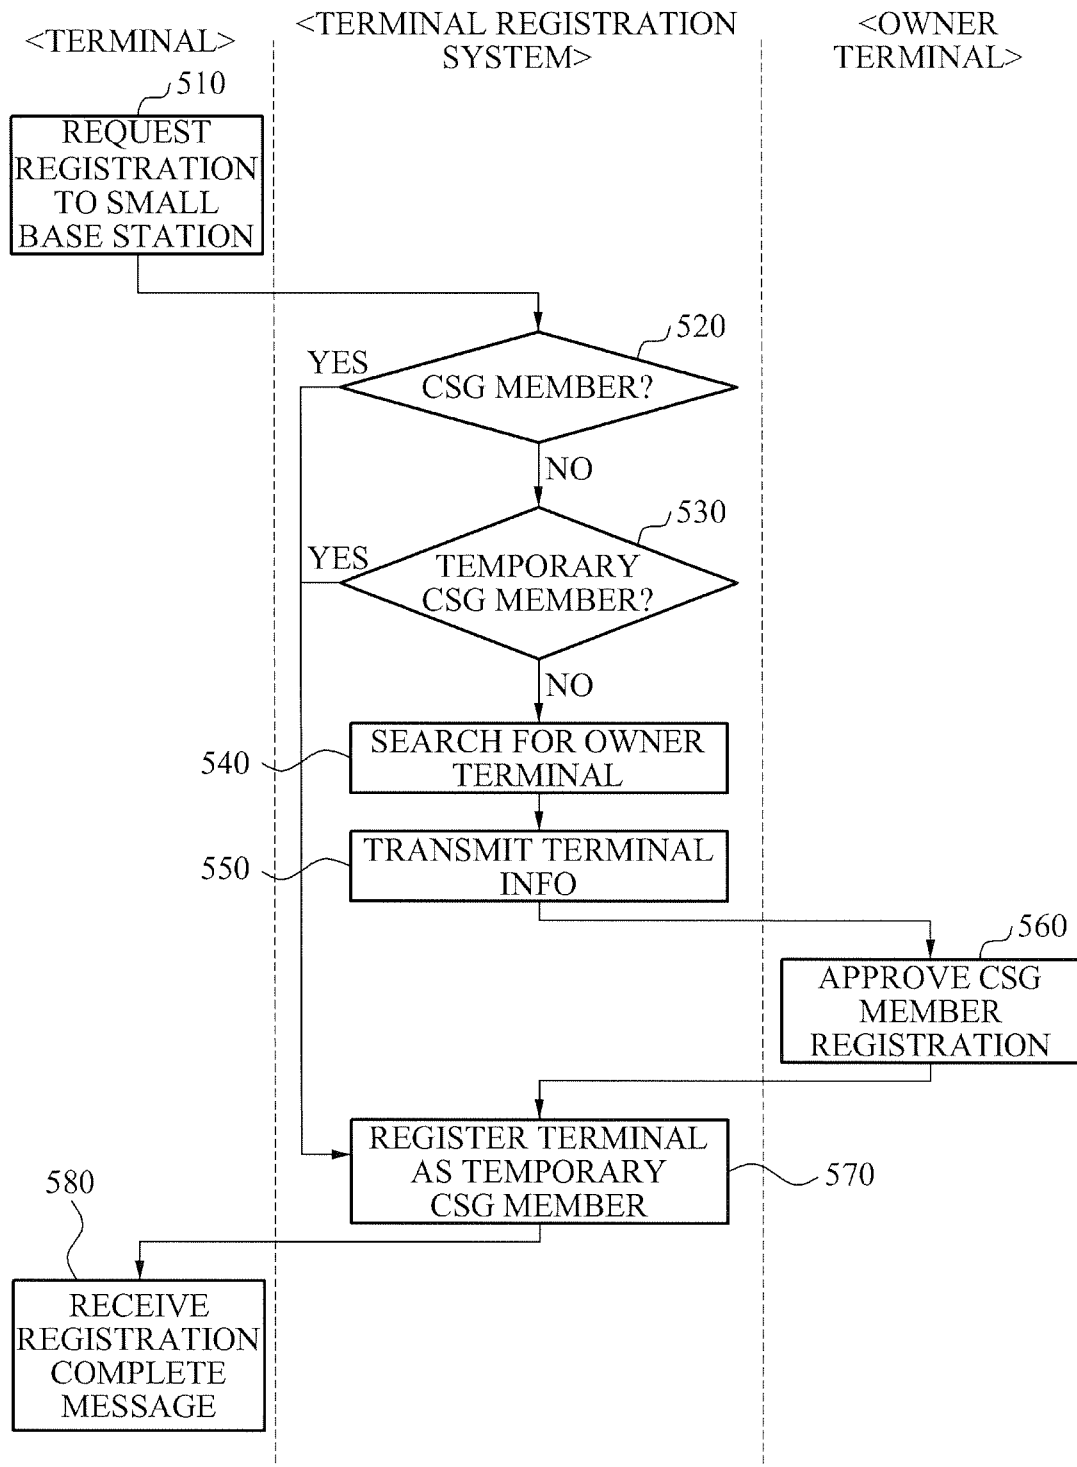 <TERMINAL>
<TERMINAL REGISTRATION
SYSTEM>
<OWNER
TERMINAL>
510
REQUEST
REGISTRATION
TO SMALL
BASE STATION
520
YES
CSG MEMBER?
NO
530
YES
TEMPORARY
CSG MEMBER?
NO
540
SEARCH FOR OWNER
TERMINAL
550
TRANSMIT TERMINAL
INFO
560
APPROVE CSG
MEMBER
REGISTRATION
REGISTER TERMINAL
AS TEMPORARY
CSG MEMBER
570
580
RECEIVE
REGISTRATION
COMPLETE
MESSAGE